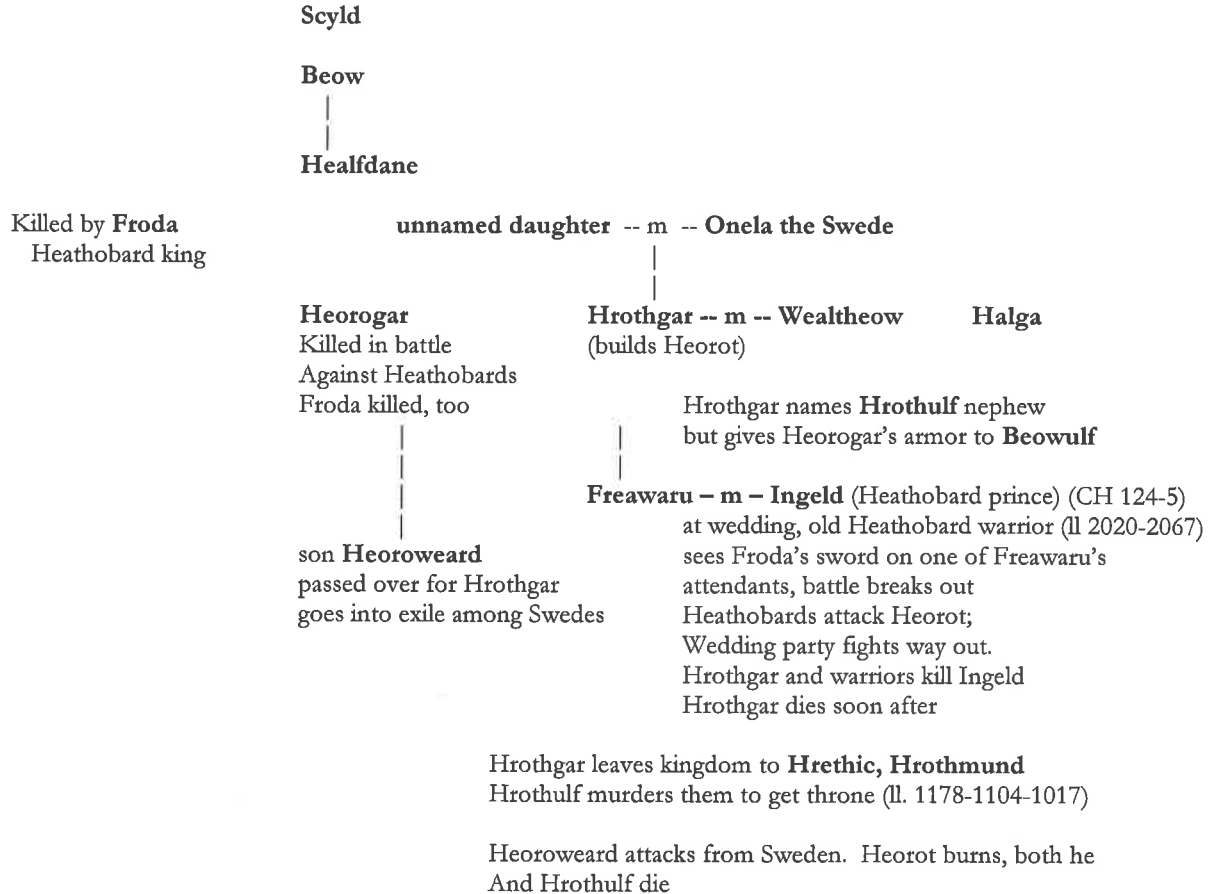 Scyld
Beow
Healfdane
Killed by Froda
Heathobard king
unnamed daughter -- m -- Onela the Swede
Heorogar
Killed in battle
Against Heathobards
Froda killed, too
Hrothgar -- m -- Wealtheow
(builds Heorot)
Halga
Hrothgar names Hrothulf nephew
but gives Heorogar's armor to Beowulf
Freawaru – m – Ingeld (Heathobard prince) (CH 124-5)
at wedding, old Heathobard warrior (ll 2020-2067)
sees Froda's sword on one of Freawaru's
attendants, battle breaks out
Heathobards attack Heorot;
Wedding party fights way out.
Hrothgar and warriors kill Ingeld
Hrothgar dies soon after
son Heoroweard
passed over for Hrothgar
goes into exile among Swedes
Hrothgar leaves kingdom to Hrethic, Hrothmund
Hrothulf murders them to get throne (ll. 1178-1104-1017)
Heoroweard attacks from Sweden. Heorot burns, both he
And Hrothulf die